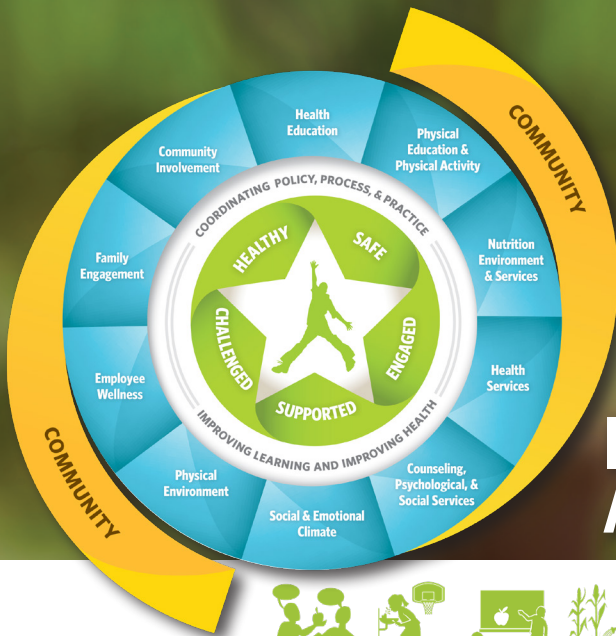 COMMUNITY
Health
Education
Physical
Education &
Physical Activity
Nutrition
Environment
& Services
Health
Services
Counseling,
Psychological, &
Social Services
Social & Emotional
Climate
Physical
Environment
Employee
Wellness
Family
Engagement
Community
Involvement
COORDINATING POLICY, PROCESS, & PRACTICE
IMPROVING LEARNING AND IMPROVING HEALTH
HEALTHY
SAFE
ENGAGED
SUPPORTED
CHALLENGED
COMMUNITY